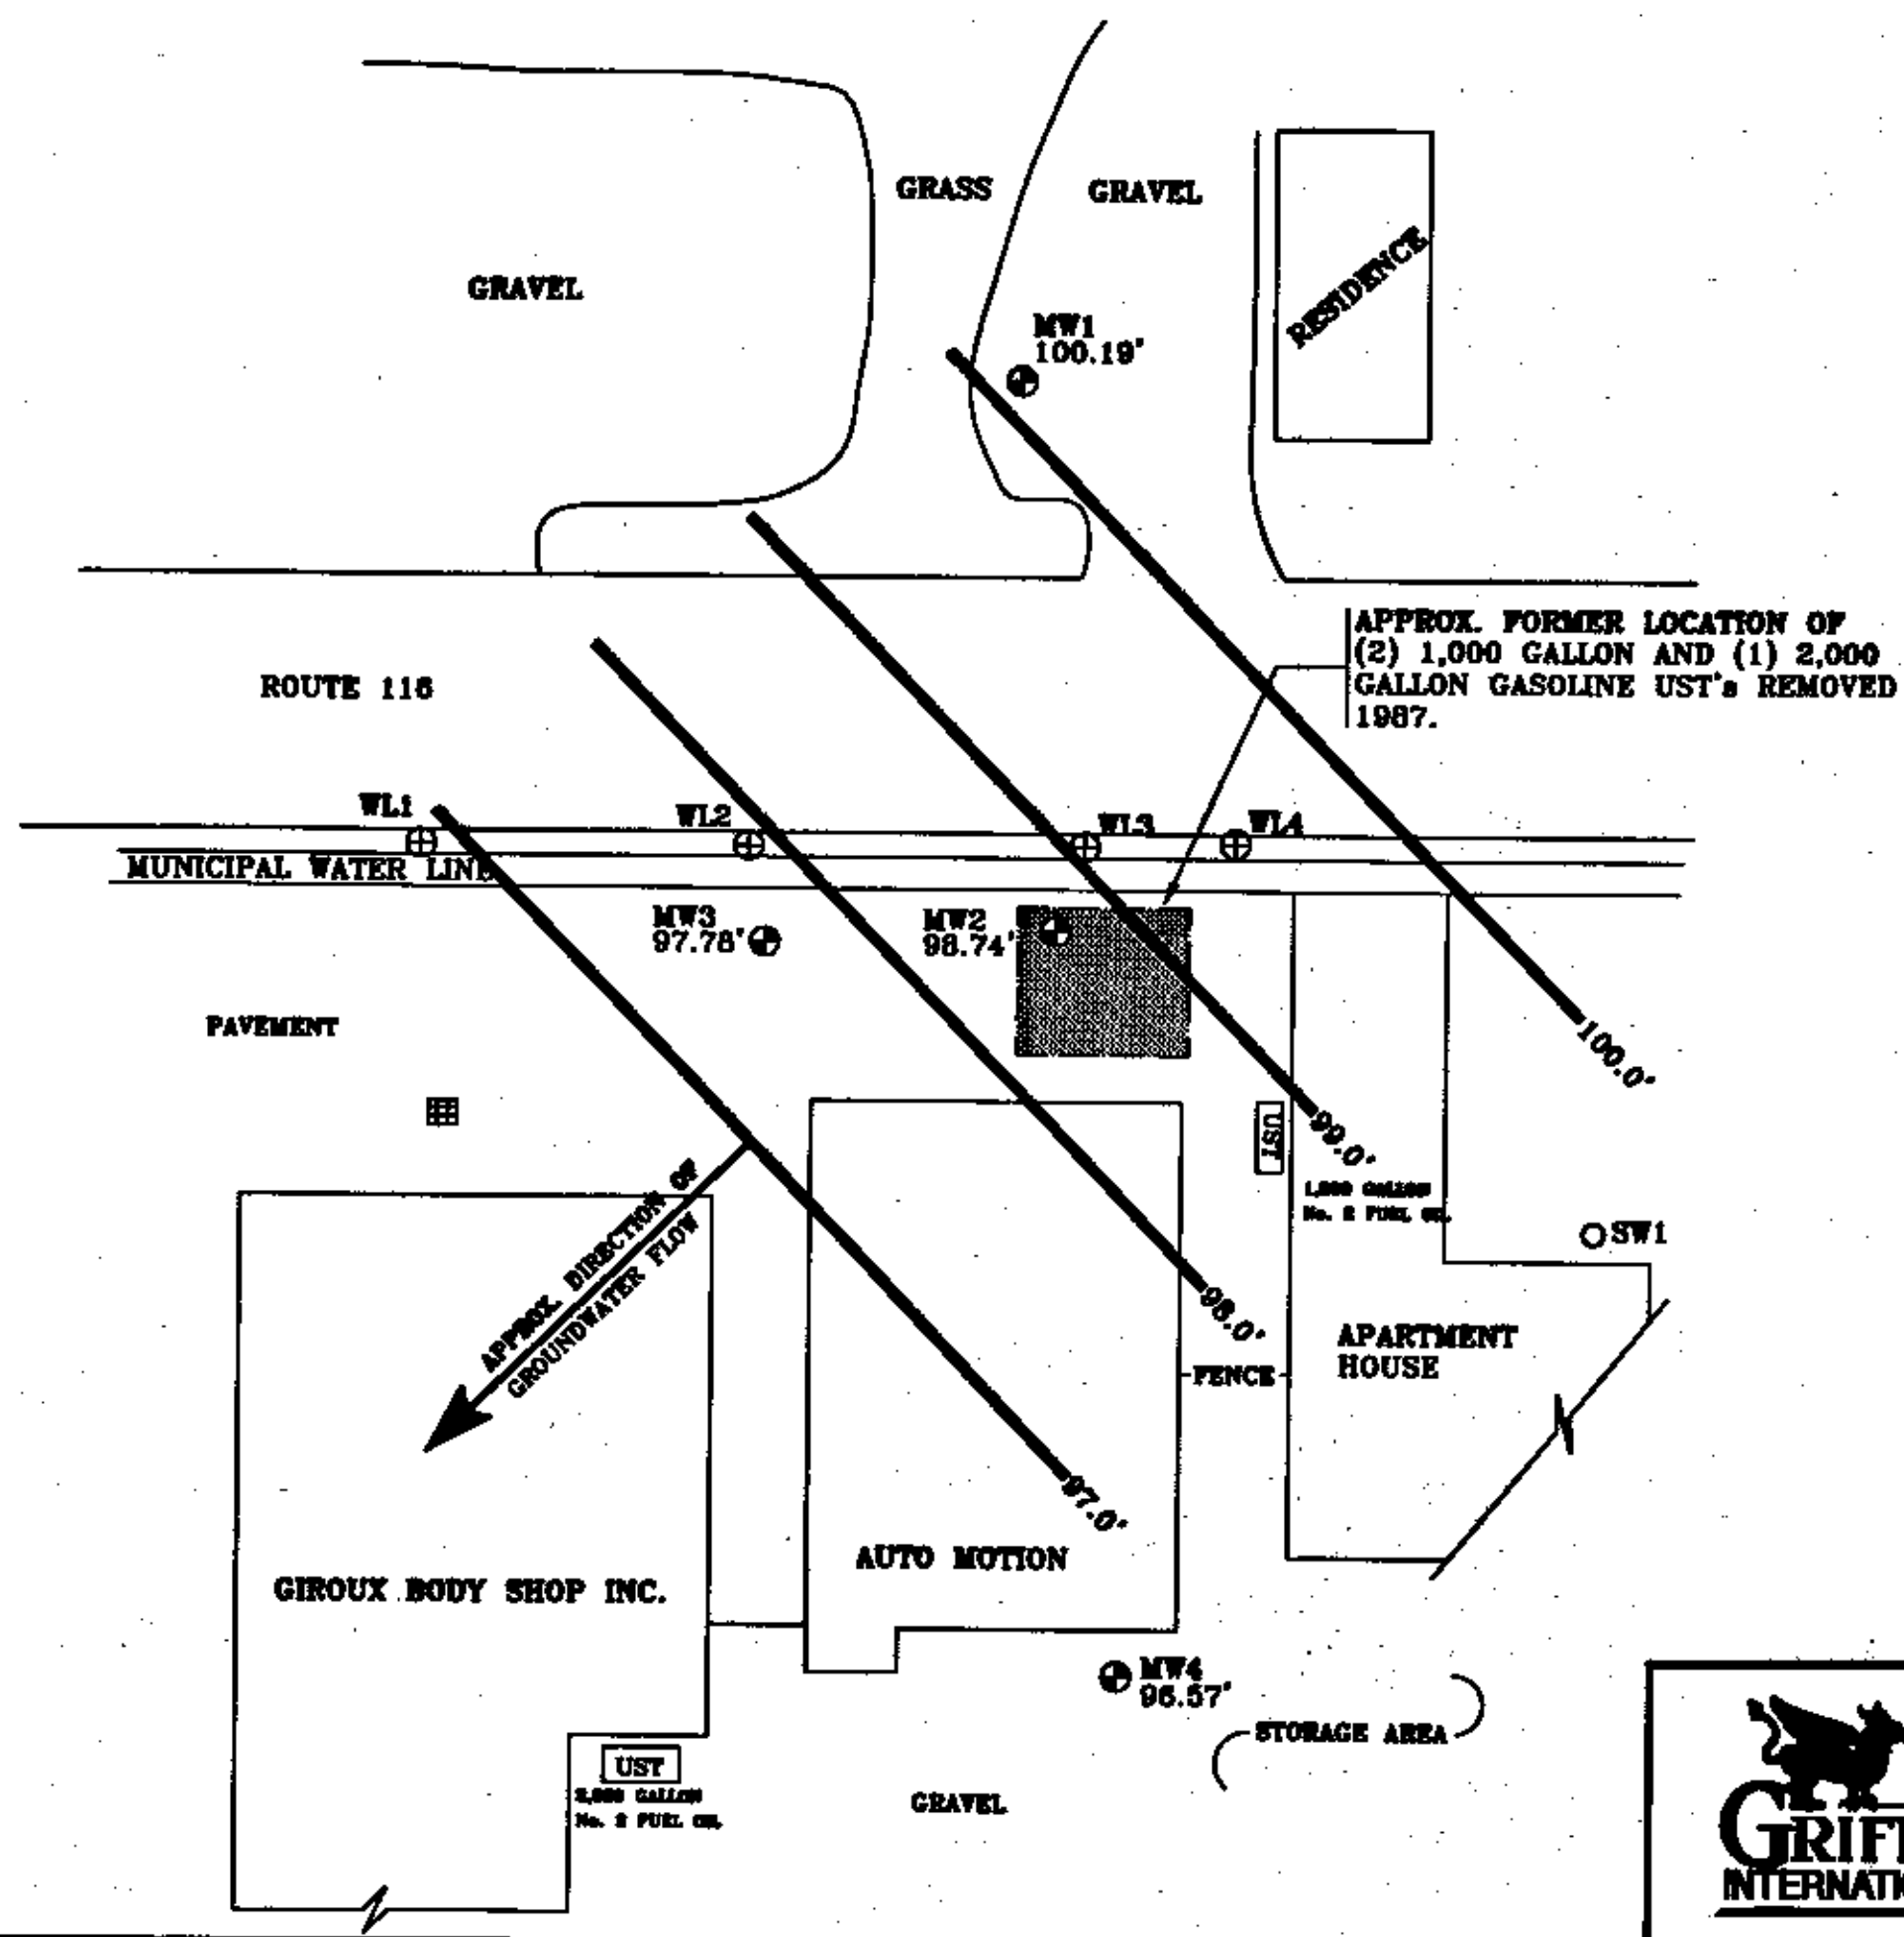 GRASS
GRAVEL
GRAVEL
RESIDENCE
MW1
100.19'
APPROX. FORMER LOCATION OF
(2) 1,000 GALLON AND (1) 2,000
GALLON GASOLINE UST's REMOVED
1987.
ROUTE 116
WL1
WL2
WL3
WL4
MUNICIPAL WATER LINE
MW3
97.78'
MW2
98.74'
PAVEMENT
100.0'
99.0'
98.0'
97.0'
UST
GALLON
No. 2 FUEL OIL
SW1
APPROX. DIRECTION OF
GROUNDWATER FLOW
APARTMENT
HOUSE
FENCE
AUTO MOTION
GIROUX BODY SHOP INC.
MW4
96.57'
STORAGE AREA
UST
GALLON
No. 2 FUEL OIL
GRAVEL
GRIFF
INTERNATI